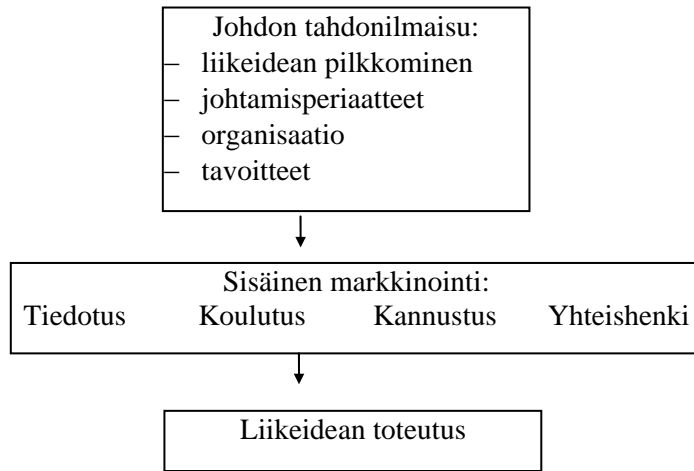 Johdon tahdonilmaisu:
– liikeidean pilkkominen
– johtamisperiaatteet
– organisaatio
– tavoitteet
Sisäinen markkinointi:
Tiedotus Koulutus Kannustus Yhteishenki
Liikeidean toteutus